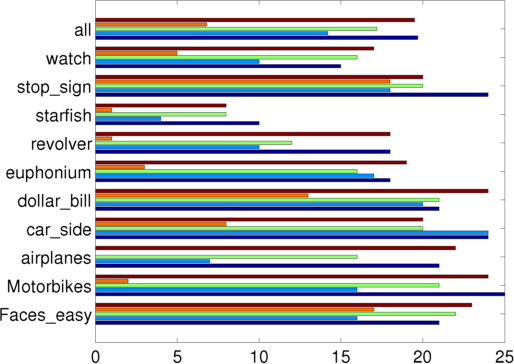 all
watch
stop_sign
starfish
revolver
euphonium
dollar_bill
car_side
airplanes
Motorbikes
Faces_easy
0 5 10 15 20 25